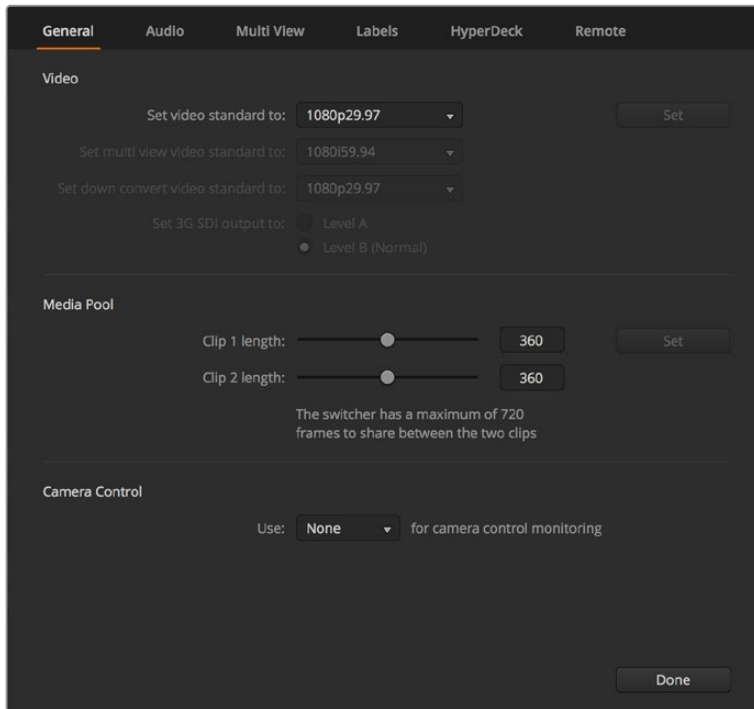 General Audio Multi View Labels HyperDeck Remote
Video
Set video standard to: 1080p29.97 Set
Set multi view video standard to: 1080i59.94
Set down convert video standard to: 1080p29.97
Set 3G SDI output to: Level A
Level B (Normal)
Media Pool
Clip 1 length: 360 Set
Clip 2 length: 360
The switcher has a maximum of 720
frames to share between the two clips
Camera Control
Use: None for camera control monitoring
Done